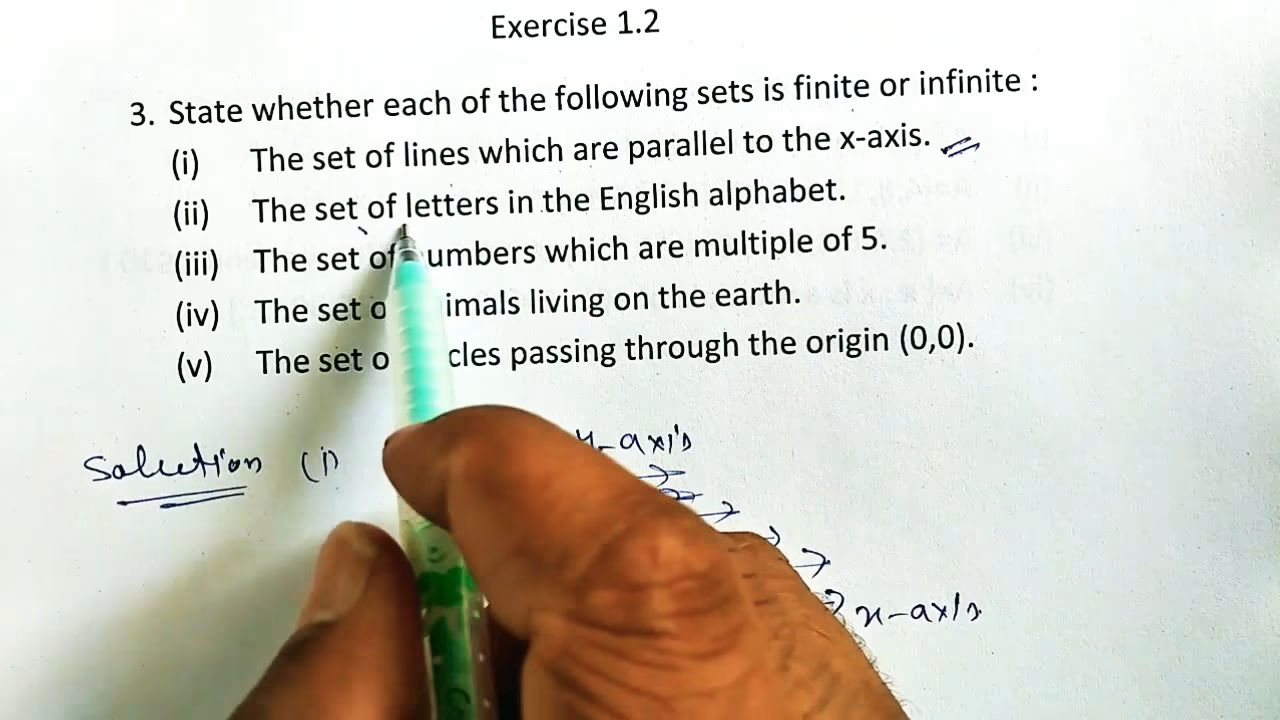 Exercise 1.2
3. State whether each of the following sets is finite or infinite :
(i) The set of lines which are parallel to the x-axis.
(ii) The set of letters in the English alphabet.
(iii) The set of umbers which are multiple of 5.
(iv) The set o imals living on the earth.
(v) The set o cles passing through the origin (0,0).
Solution (i)
y-axis
x-axis